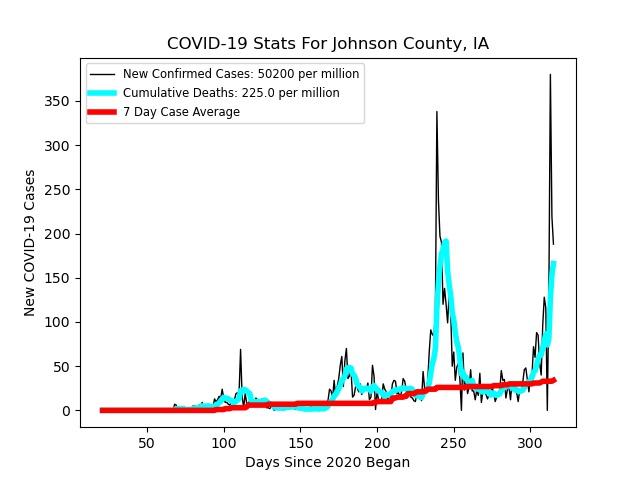 COVID-19 Stats For Johnson County, IA
New Confirmed Cases: 50200 per million
Cumulative Deaths: 225.0 per million
7 Day Case Average
New COVID-19 Cases
350
300
250
200
150
100
50
0
50 100 150 200 250 300
Days Since 2020 Began